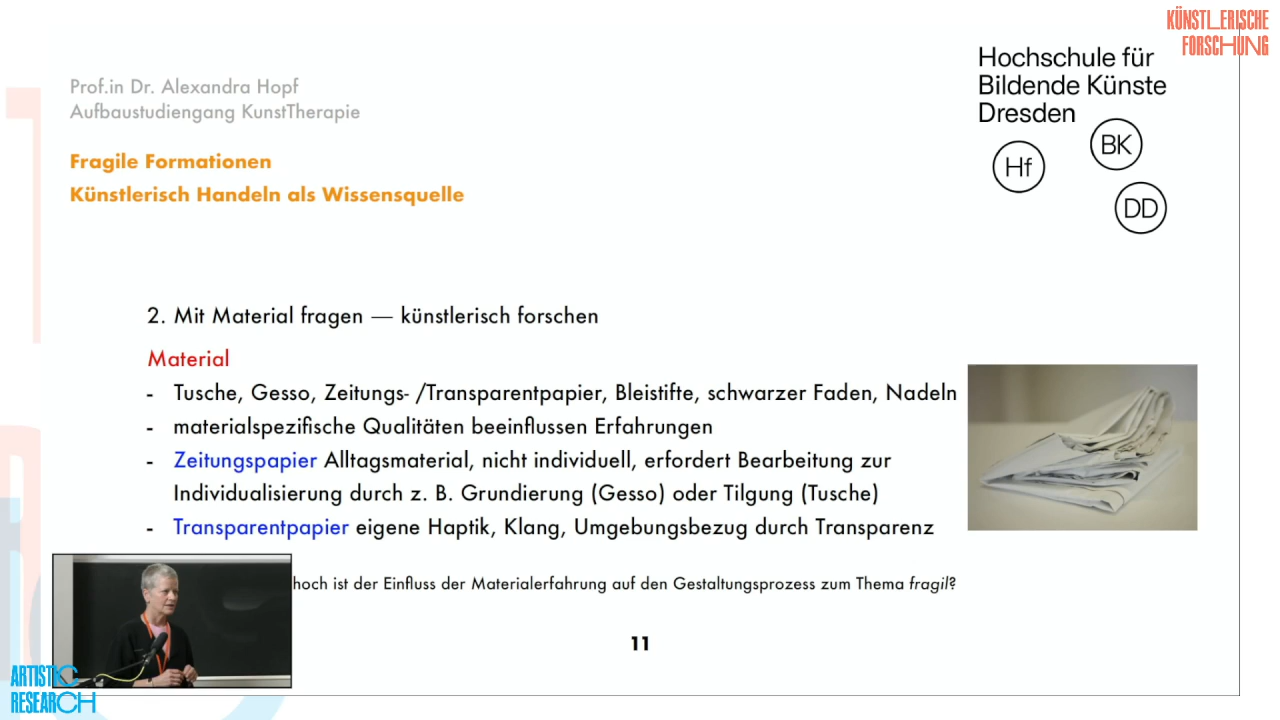 KÜNSTL_ERISCHE
FORSCHUNG
Hochschule für
Bildende Künste
Dresden
Hf
BK
DD
Prof.in Dr. Alexandra Hopf
Aufbaustudiengang KunstTherapie
Fragile Formationen
Künstlerisch Handeln als Wissensquelle
2. Mit Material fragen — künstlerisch forschen
Material
- Tusche, Gesso, Zeitungs- /Transparentpapier, Bleistifte, schwarzer Faden, Nadeln
- materialspezifische Qualitäten beeinflussen Erfahrungen
- Zeitungspapier Alltagsmaterial, nicht individuell, erfordert Bearbeitung zur
Individualisierung durch z. B. Grundierung (Gesso) oder Tilgung (Tusche)
- Transparentpapier eigene Haptik, Klang, Umgebungsbezug durch Transparenz
hoch ist der Einfluss der Materialerfahrung auf den Gestaltungsprozess zum Thema fragil?
11
ARTISTIC
RESEARCH